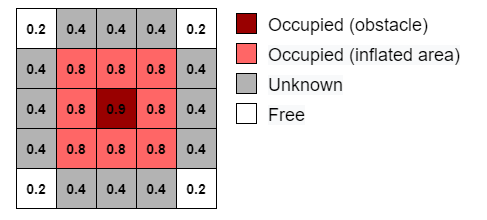 0.2 0.4 0.4 0.4 0.2
0.4 0.8 0.8 0.8 0.4
0.4 0.8 0.9 0.8 0.4
0.4 0.8 0.8 0.8 0.4
0.2 0.4 0.4 0.4 0.2
Occupied (obstacle)
Occupied (inflated area)
Unknown
Free